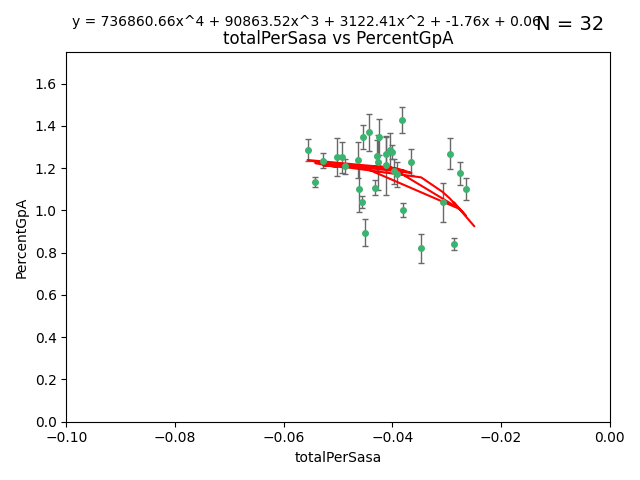 y = 736860.66x^4 + 90863.52x^3 + 3122.41x^2 + -1.76x + 0.06
N = 32
totalPerSasa vs PercentGpA
PercentGpA
1.6
1.4
1.2
1.0
0.8
0.6
0.4
0.2
0.0
−0.10 −0.08 −0.06 −0.04 −0.02 0.00
totalPerSasa